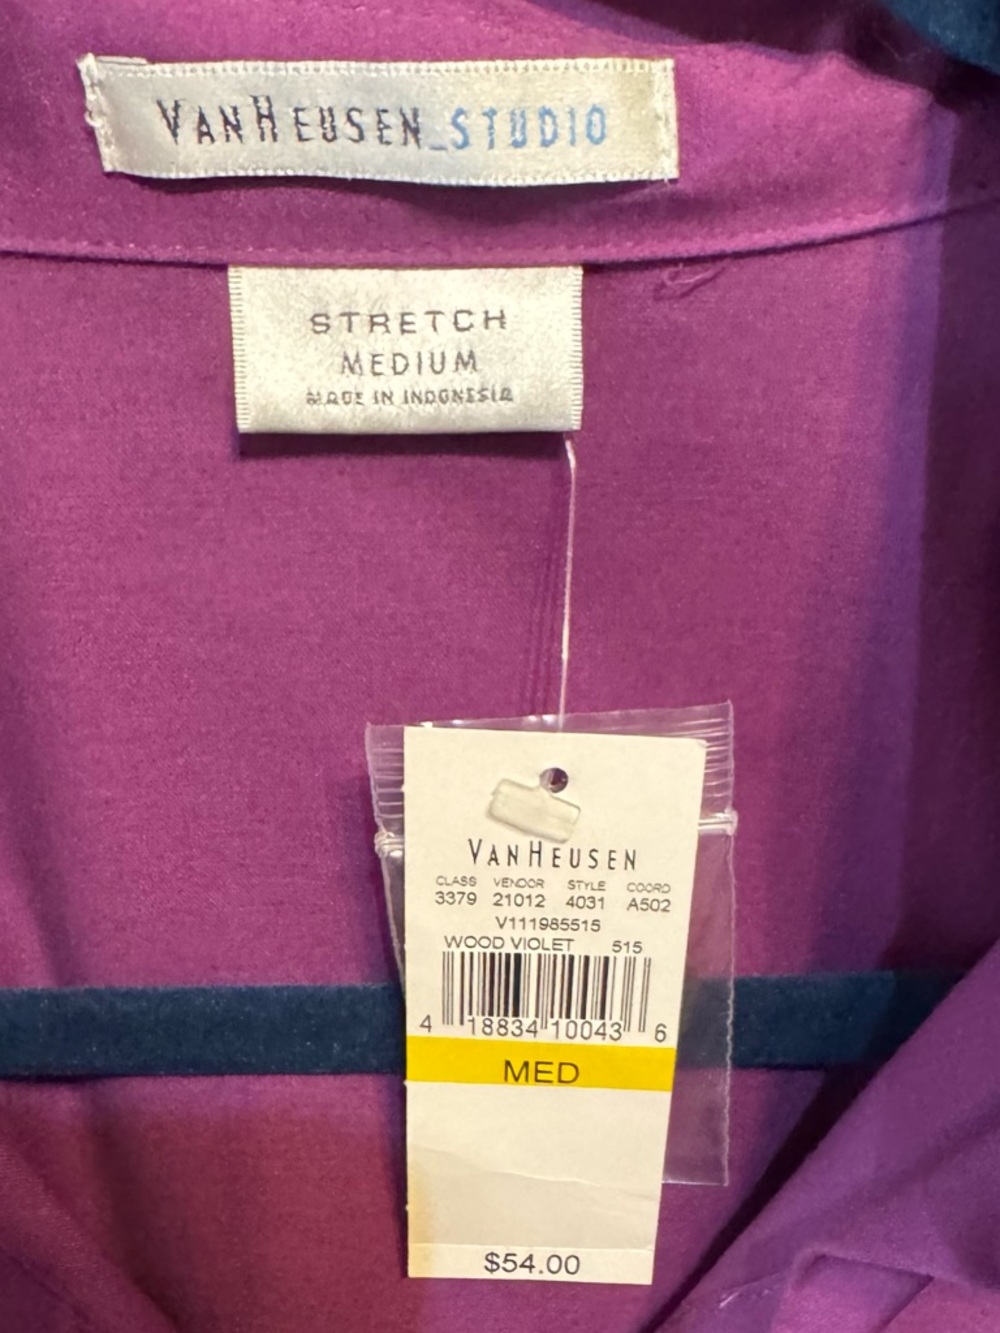 VANHEUSEN_STUDIO
STRETCH
MEDIUM
MADE IN INDONESIA
VANHEUSEN
CLASS VENDOR STYLE COORD
3379 21012 4031 A502
V111985515
WOOD VIOLET 515
4 18834 10043 6
MED
$54.00